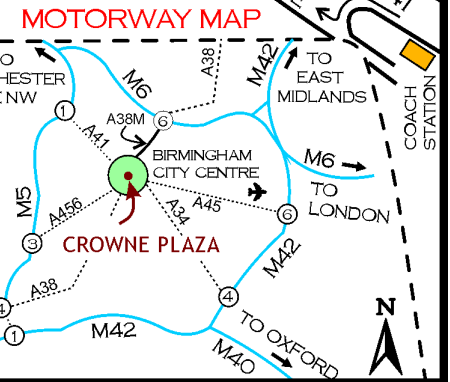 MOTORWAY MAP
A38
M42
TO
EAST
MIDLANDS
COACH
STATION
O
HESTER
NW
M6
1
A38M
6
A41
BIRMINGHAM
CITY CENTRE
M6
TO
LONDON
M5
A456
A34
A45
6
CROWNE PLAZA
3
M42
A38
4
4
1
M42
TO OXFORD
M40
N